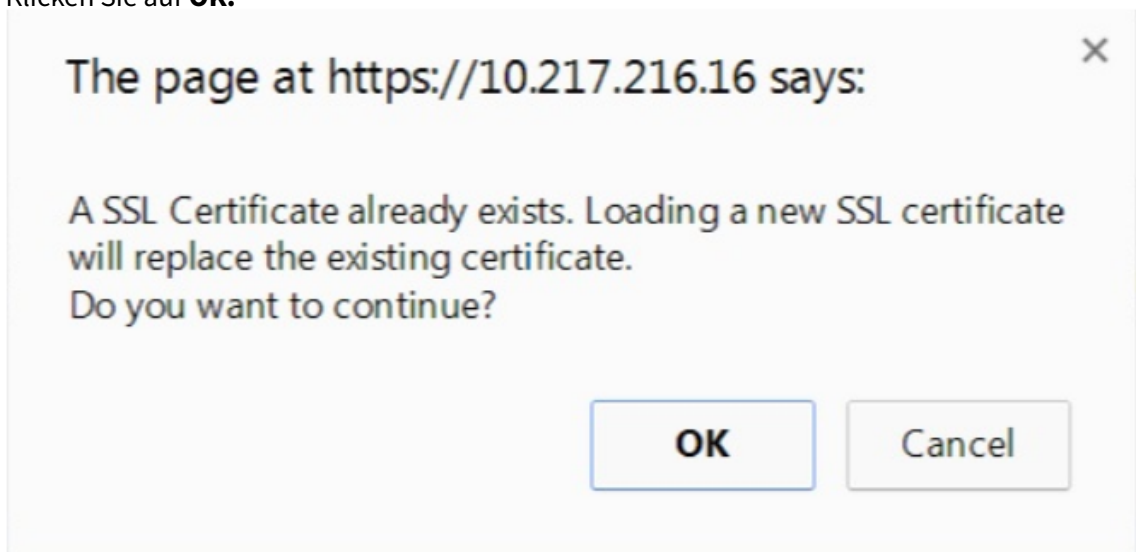 Klicken Sie auf OK.
The page at https://10.217.216.16 says:
A SSL Certificate already exists. Loading a new SSL certificate
will replace the existing certificate.
Do you want to continue?
OK
Cancel